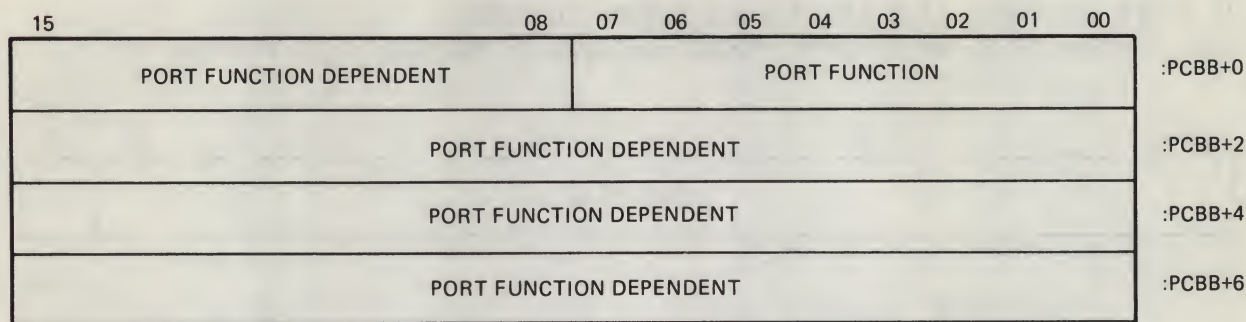 15 08 07 06 05 04 03 02 01 00
PORT FUNCTION DEPENDENT PORT FUNCTION :PCBB+0
PORT FUNCTION DEPENDENT :PCBB+2
PORT FUNCTION DEPENDENT :PCBB+4
PORT FUNCTION DEPENDENT :PCBB+6